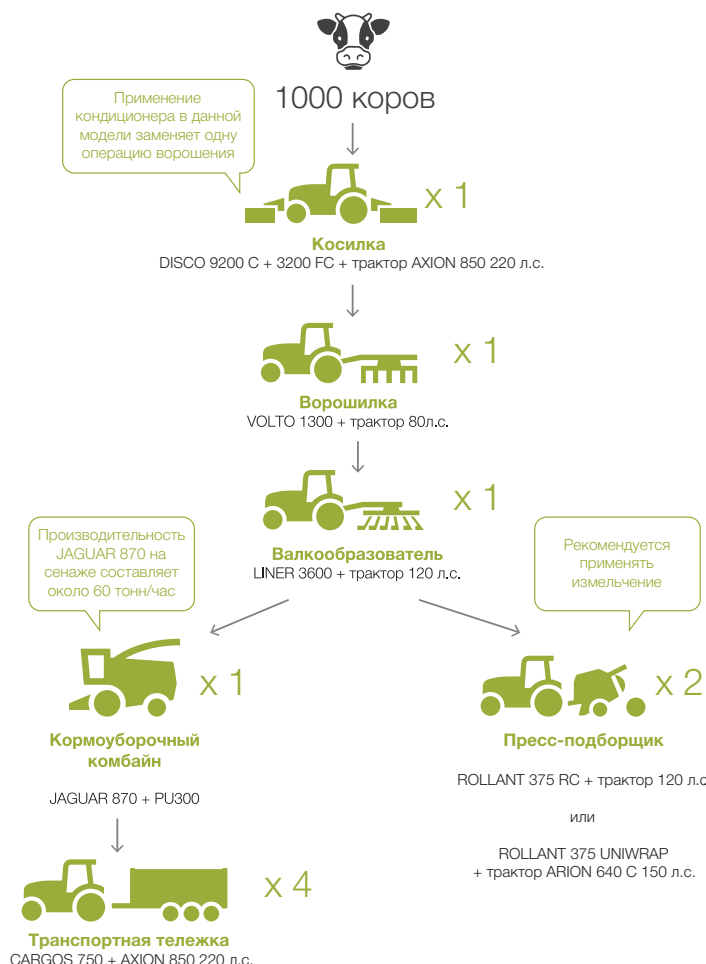 1000 коров
Применение
кондиционера в данной
модели заменяет одну
операцию ворошения
x 1
Косилка
DISCO 9200 C + 3200 FC + трактор AXION 850 220 л.с.
x 1
Ворошилка
VOLTO 1300 + трактор 80л.с.
x 1
Валкообразователь
LINER 3600 + трактор 120 л.с.
Производительность
JAGUAR 870 на
сенаже составляет
около 60 тонн/час
x 1
Кормоуборочный
комбайн
JAGUAR 870 + PU300
x 4
Транспортная тележка
CARGOS 750 + AXION 850 220 л.с.
Рекомендуется
применять
измельчение
x 2
Пресс-подборщик
ROLLANT 375 RC + трактор 120 л.с
или
ROLLANT 375 UNIWRAP
+ трактор ARION 640 C 150 л.с.